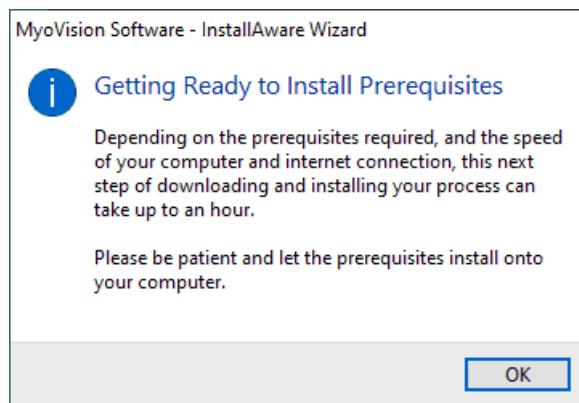 MyoVision Software - InstallAware Wizard
Getting Ready to Install Prerequisites
Depending on the prerequisites required, and the speed
of your computer and internet connection, this next
step of downloading and installing your process can
take up to an hour.
Please be patient and let the prerequisites install onto
your computer.
OK